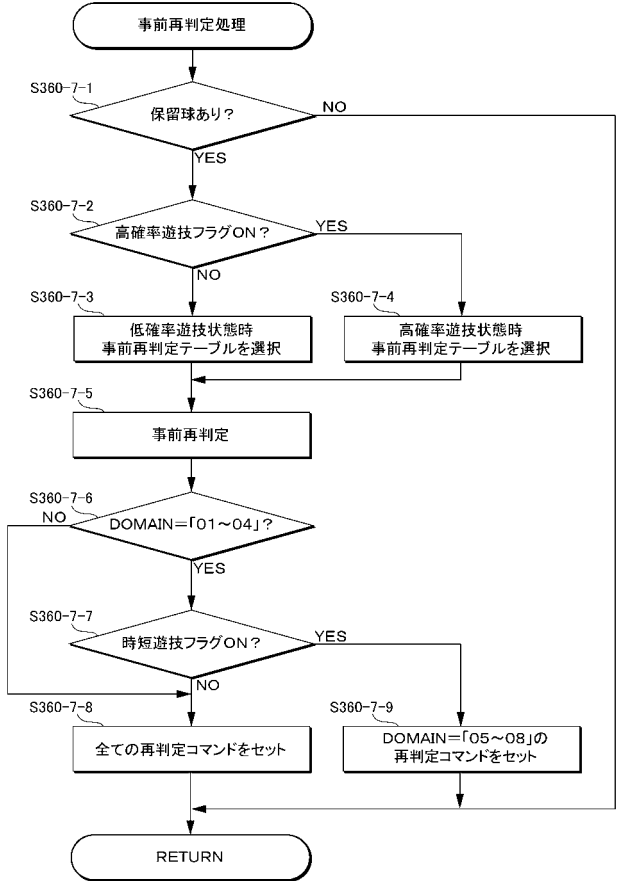 事前再判定処理
S360-7-1
保留球あり?
NO
YES
S360-7-2
高確率遊技フラグON?
YES
NO
S360-7-3
低確率遊技状態時
事前再判定テーブルを選択
S360-7-4
高確率遊技状態時
事前再判定テーブルを選択
S360-7-5
事前再判定
S360-7-6
NO
DOMAIN=「01~04」?
YES
S360-7-7
時短遊技フラグON?
YES
NO
S360-7-8
全ての再判定コマンドをセット
S360-7-9
DOMAIN=「05~08」の
再判定コマンドをセット
RETURN